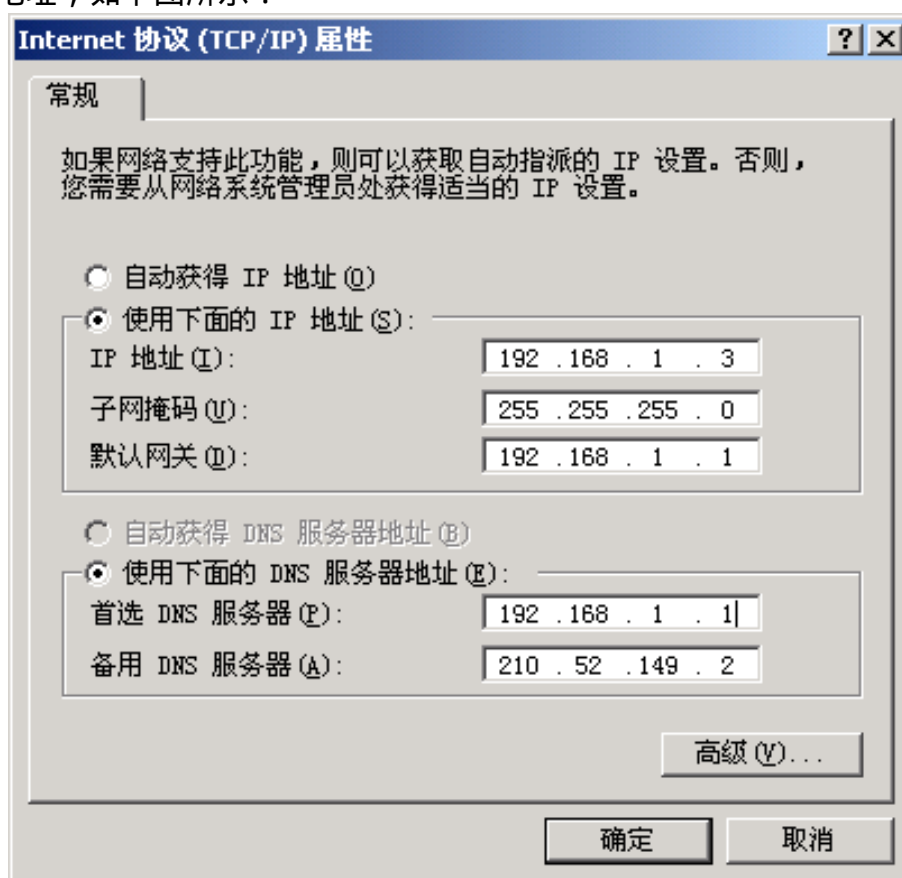 地址，如下图所示：
Internet 协议 (TCP/IP) 属性
常规
如果网络支持此功能，则可以获取自动指派的 IP 设置。否则，
您需要从网络系统管理员处获得适当的 IP 设置。
自动获得 IP 地址(O)
使用下面的 IP 地址(S):
IP 地址(I): 192 .168 . 1 . 3
子网掩码(U): 255 .255 .255 . 0
默认网关(D): 192 .168 . 1 . 1
自动获得 DNS 服务器地址(B)
使用下面的 DNS 服务器地址(E):
首选 DNS 服务器(P): 192 .168 . 1 . 1
备用 DNS 服务器(A): 210 . 52 .149 . 2
高级(V)...
确定 取消